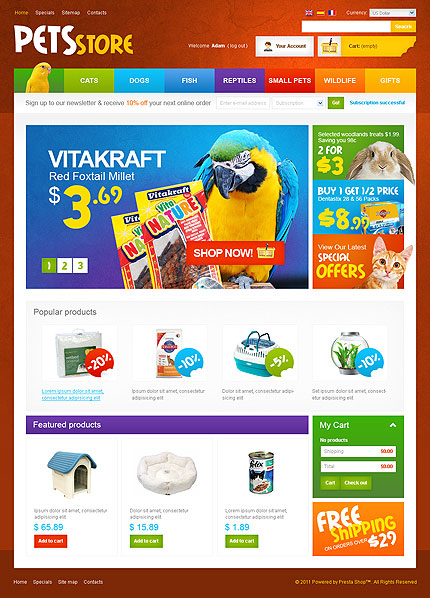 Home Specials Sitemap Contacts
Currency: US Dollar
PETS STORE
Search
Welcome Adam ( log out )
Your Account
Cart: (empty)
CATS DOGS FISH REPTILES SMALL PETS WILDLIFE GIFTS
Sign up to our newsletter & receive 10% off your next online order
Enter email address
Subscription
Go!
Subscription successful
VITAKRAFT
Red Foxtail Millet
$3.69
Vitakraft
Vita NATURE
SHOP NOW!
1 2 3
Selected woodlands treats $1.99.
Saving you 98c
2 FOR
$3
BUY 1 GET 1/2 PRICE
Dentastix 28 & 56 Packs
$8.99
View Our Latest
SPECIAL
OFFERS
Popular products
-20%
-10%
-5%
-10%
Lorem ipsum dolor sit amet, consectetur adipisicing elit
Ipsum dolor sit amet, consectetur adipisicing elit
Dolor sit amet, consectetur adipisicing elit
Set ipsum dolor sit amet, consectetur elit
Featured products
Dolor sit amet, consectetur
adipisicing elit
$ 65.89
Add to cart
Ipsum dolor sit amet, consectetur
adipisicing elit
$ 15.89
Add to cart
felix
Dolor sit amet, consectetur
adipisicing elit
$ 1.89
Add to cart
My Cart
No products
Shipping $0.00
Total $0.00
Cart
Check out
FREE
SHIPPING
ON ORDERS OVER $29
Home Specials Site map Contacts
© 2011 Powered by Presta Shop™. All Rights Reserved